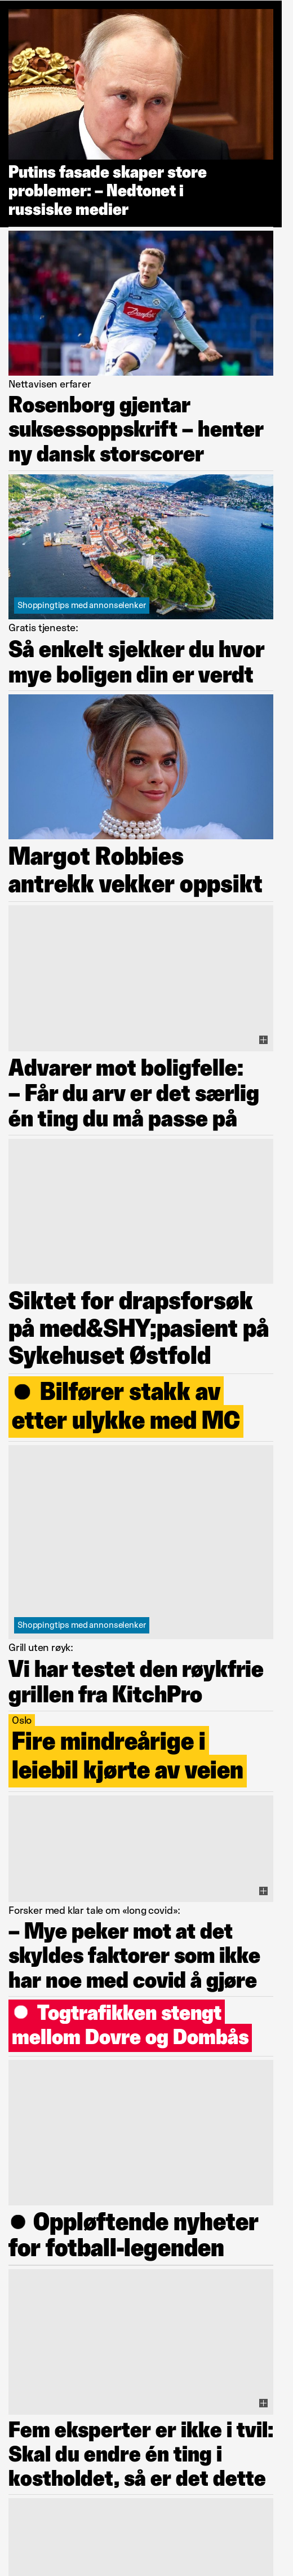 Putins fasade skaper store
problemer: – Nedtonet i
russiske medier
Danfoss
Nettavisen erfarer
Rosenborg gjentar
suksessoppskrift – henter
ny dansk storscorer
Shoppingtips med annonselenker
Gratis tjeneste:
Så enkelt sjekker du hvor
mye boligen din er verdt
Margot Robbies
antrekk vekker oppsikt
Advarer mot boligfelle:
– Får du arv er det særlig
én ting du må passe på
Siktet for drapsforsøk
på med&SHY;pasient på
Sykehuset Østfold
● Bilfører stakk av
etter ulykke med MC
Shoppingtips med annonselenker
Grill uten røyk:
Vi har testet den røykfrie
grillen fra KitchPro
Oslo
Fire mindreårige i
leiebil kjørte av veien
Forsker med klar tale om «long covid»:
– Mye peker mot at det
skyldes faktorer som ikke
har noe med covid å gjøre
● Togtrafikken stengt
mellom Dovre og Dombås
● Oppløftende nyheter
for fotball-legenden
Fem eksperter er ikke i tvil:
Skal du endre én ting i
kostholdet, så er det dette